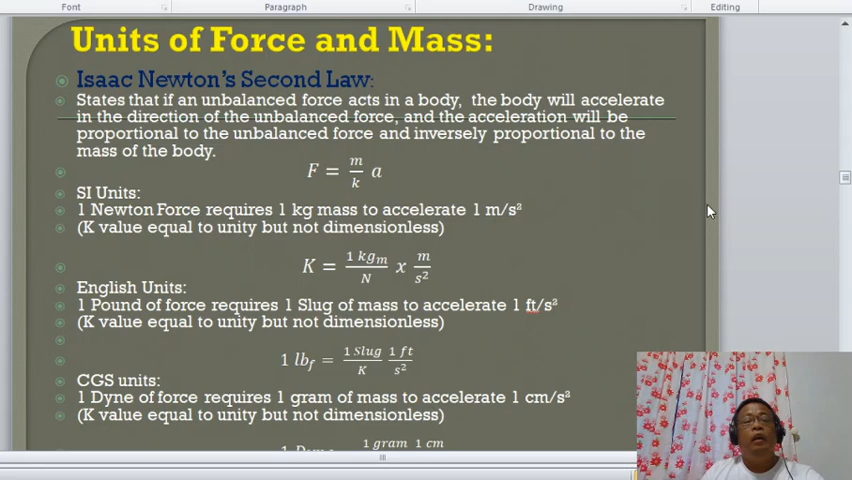 Font Paragraph Drawing Editing
Units of Force and Mass:
Isaac Newton's Second Law:
States that if an unbalanced force acts in a body, the body will accelerate
in the direction of the unbalanced force, and the acceleration will be
proportional to the unbalanced force and inversely proportional to the
mass of the body.
F = m/k a
SI Units:
1 Newton Force requires 1 kg mass to accelerate 1 m/s²
(K value equal to unity but not dimensionless)
K = 1 kgm/N x m/s²
English Units:
1 Pound of force requires 1 Slug of mass to accelerate 1 ft/s²
(K value equal to unity but not dimensionless)
1 lbf = 1 Slug/K 1 ft/s²
CGS units:
1 Dyne of force requires 1 gram of mass to accelerate 1 cm/s²
(K value equal to unity but not dimensionless)
1 gram 1 cm